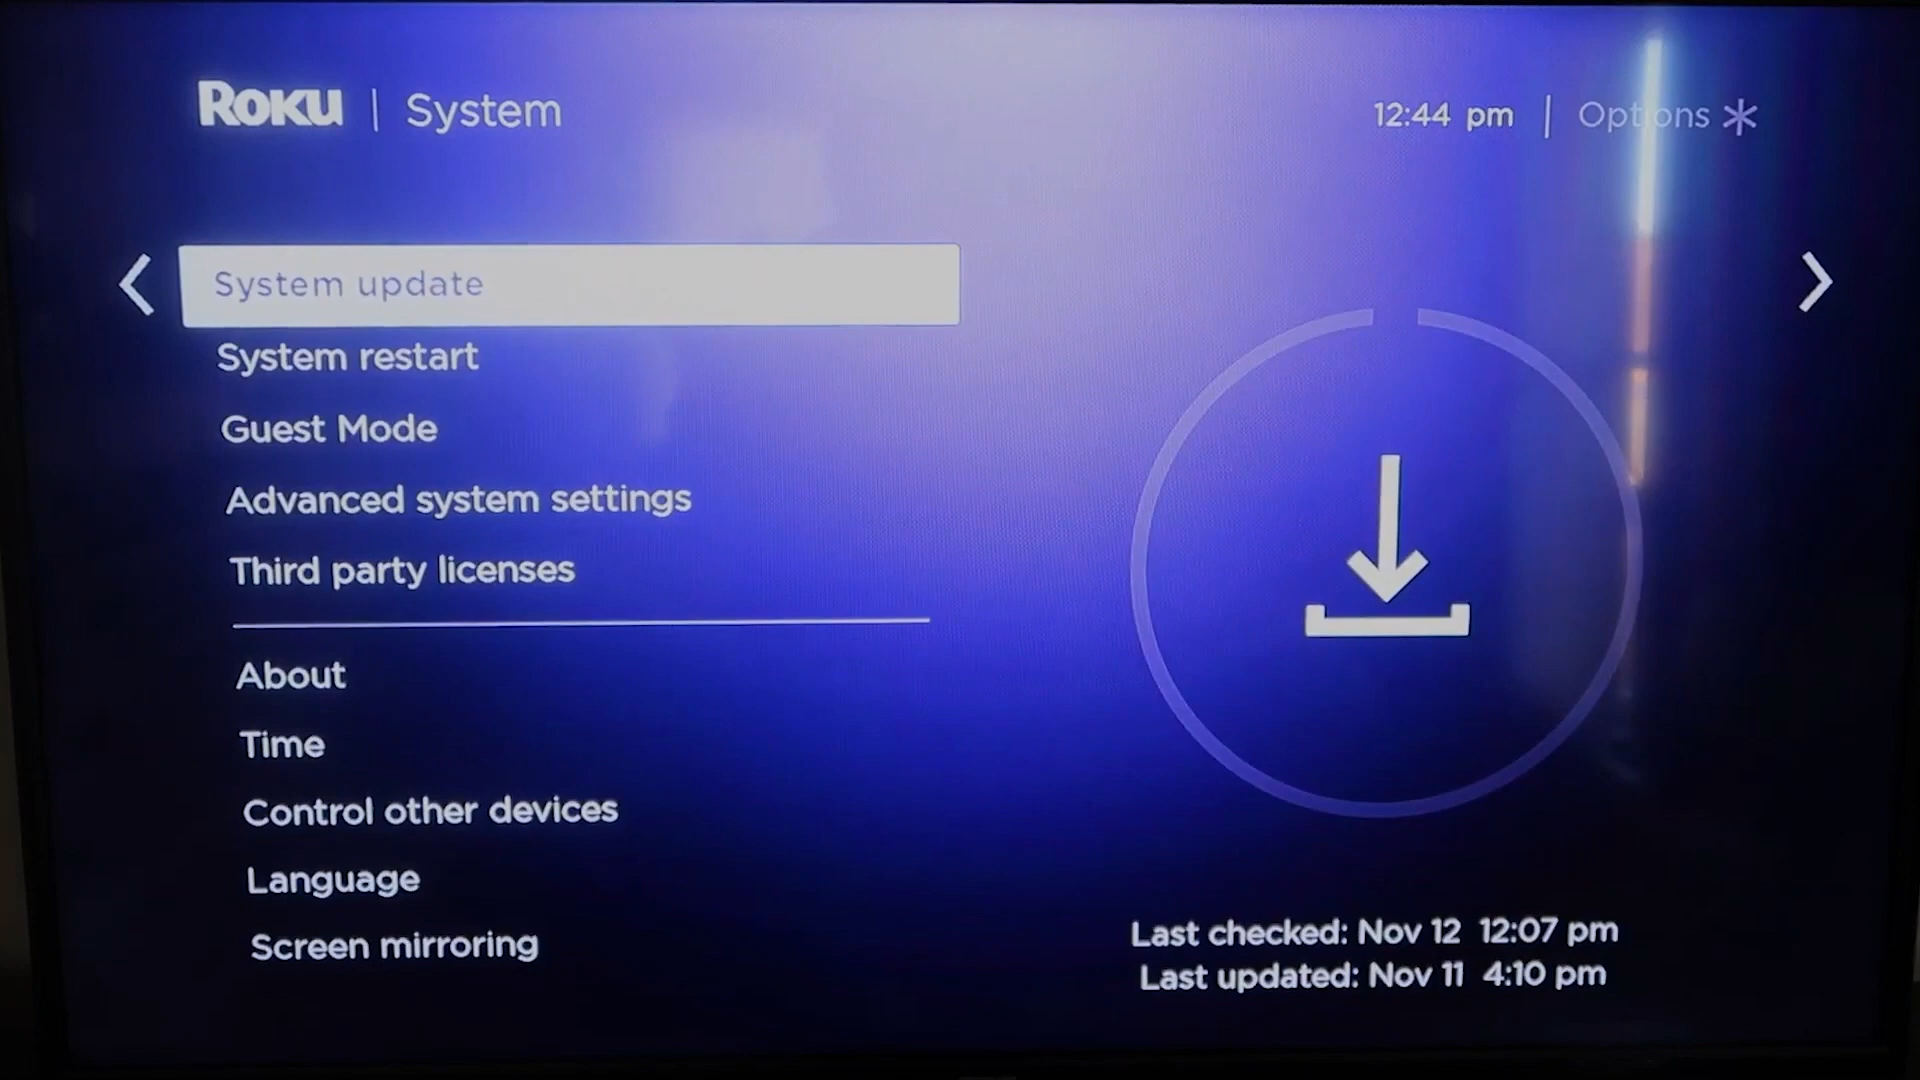 Roku | System
12:44 pm | Options *
System update
System restart
Guest Mode
Advanced system settings
Third party licenses
About
Time
Control other devices
Language
Screen mirroring
Last checked: Nov 12 12:07 pm
Last updated: Nov 11 4:10 pm